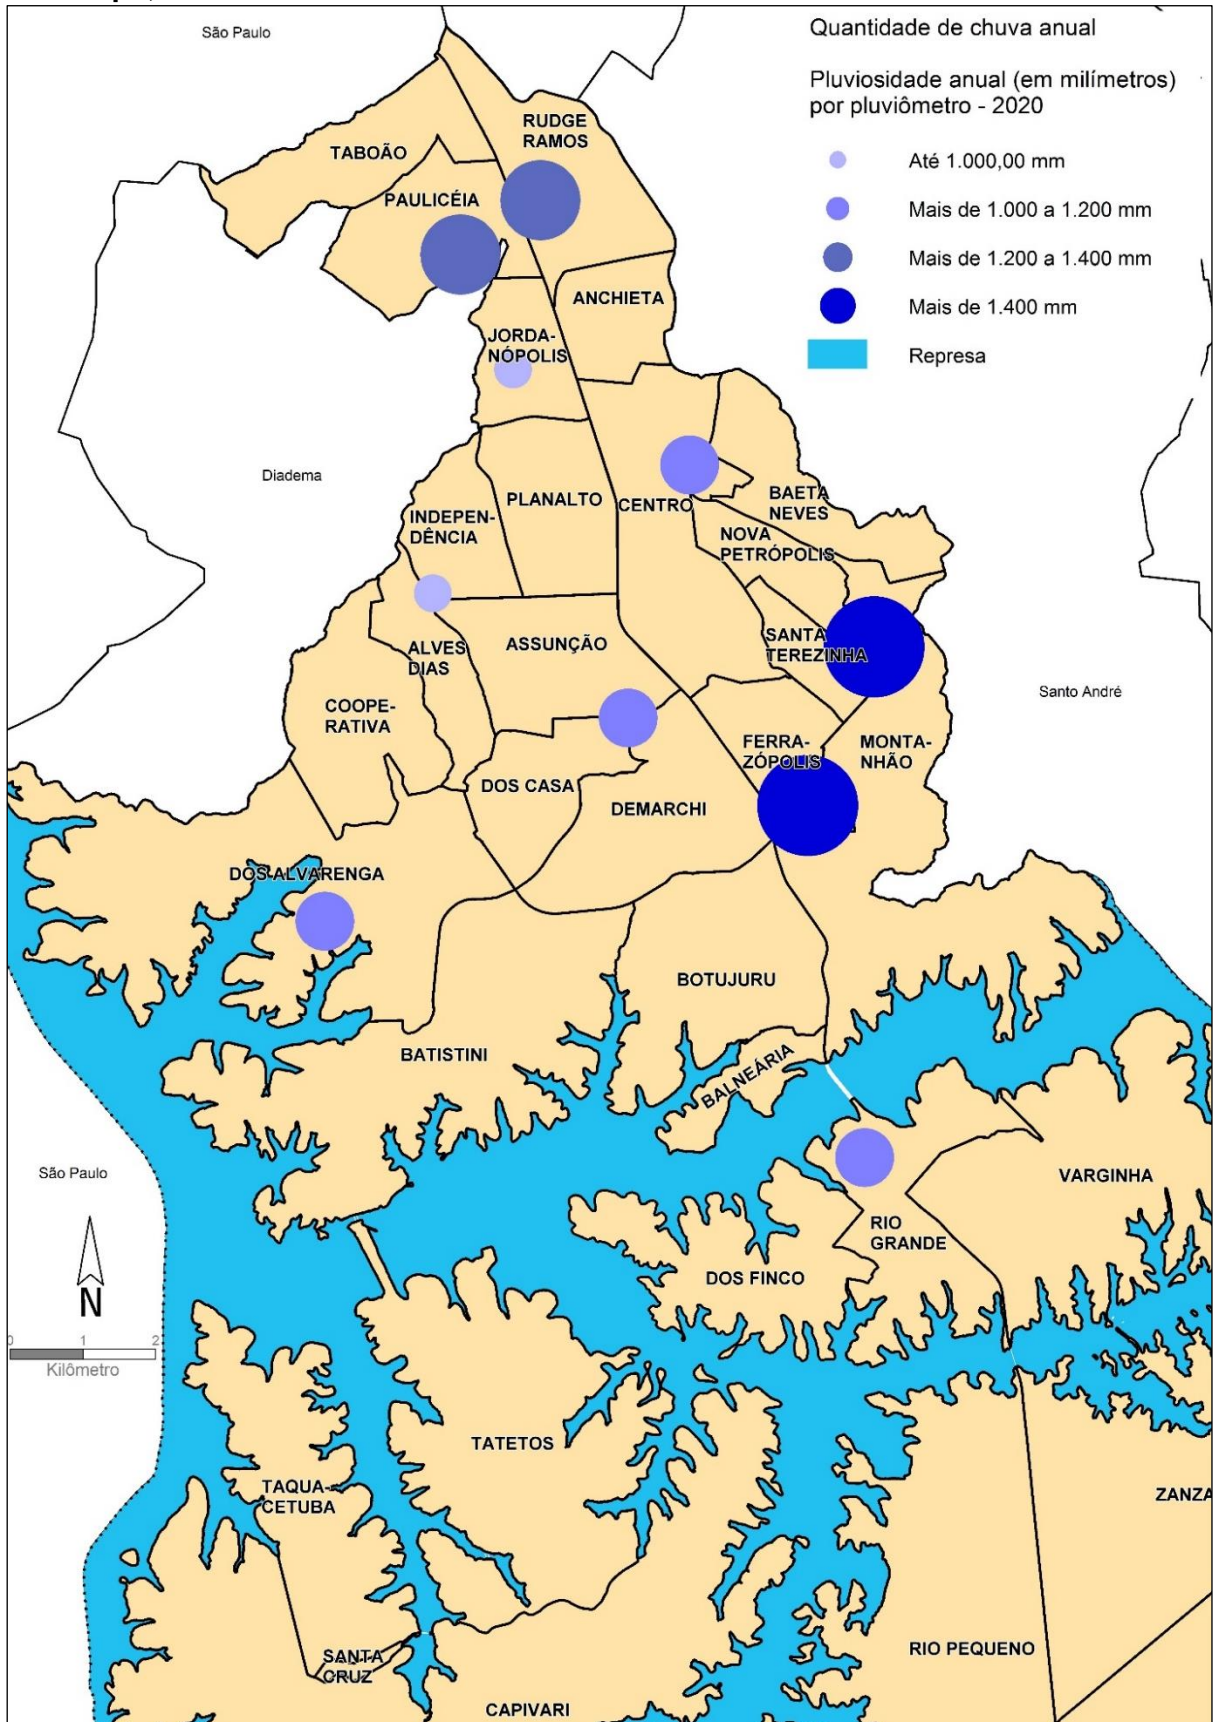 São Paulo
Quantidade de chuva anual
Pluviosidade anual (em milímetros)
por pluviômetro - 2020
Até 1.000,00 mm
Mais de 1.000 a 1.200 mm
Mais de 1.200 a 1.400 mm
Mais de 1.400 mm
Represa
RUDGE
RAMOS
TABOÃO
PAULICÉIA
ANCHIETA
JORDA-
NÓPOLIS
Diadema
PLANALTO
CENTRO
BAETA
NEVES
INDEPEN-
DÊNCIA
NOVA
PETRÓPOLIS
ALVES
DIAS
ASSUNÇÃO
SANTA
TEREZINHA
Santo André
COOPE-
RATIVA
FERRA-
ZÓPOLIS
MONTA-
NHÃO
DOS CASA
DEMARCHI
DOS ALVARENGA
BOTUJURU
BATISTINI
BALNEÁRIA
São Paulo
VARGINHA
RIO
GRANDE
DOS FINCO
N
0 1 2
Kilômetro
TATETOS
TAQUA-
CETUBA
ZANZA
SANTA
CRUZ
RIO PEQUENO
CAPIVARI